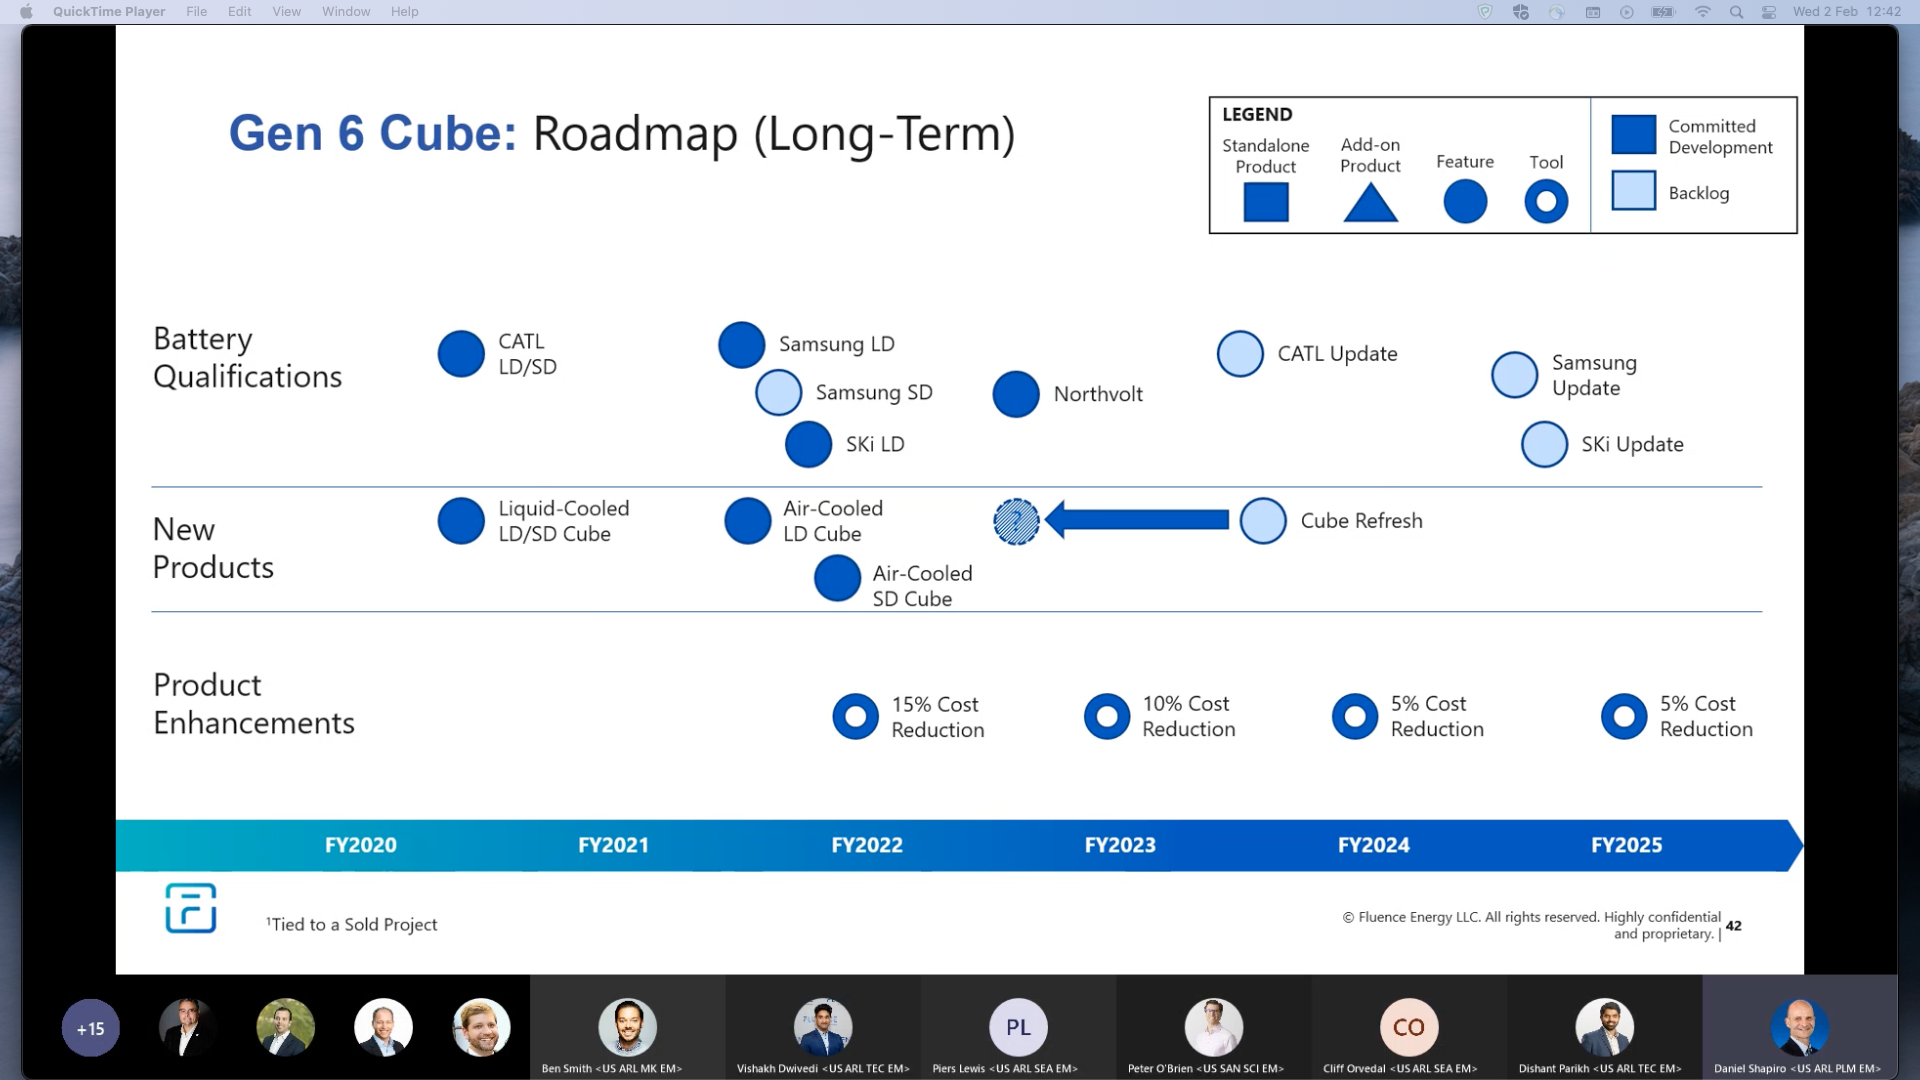 QuickTime Player File Edit View Window Help Wed 2 Feb 12:42
Gen 6 Cube: Roadmap (Long-Term)
LEGEND
Standalone
Product
Add-on
Product
Feature
Tool
Committed
Development
Backlog
Battery
Qualifications
CATL
LD/SD
Samsung LD
Samsung SD
SKi LD
Northvolt
CATL Update
Samsung
Update
SKi Update
New
Products
Liquid-Cooled
LD/SD Cube
Air-Cooled
LD Cube
Air-Cooled
SD Cube
?
Cube Refresh
Product
Enhancements
15% Cost
Reduction
10% Cost
Reduction
5% Cost
Reduction
5% Cost
Reduction
FY2020 FY2021 FY2022 FY2023 FY2024 FY2025
¹Tied to a Sold Project
© Fluence Energy LLC. All rights reserved. Highly confidential
and proprietary. | 42
+15
PL
CO
Ben Smith <US ARL MK EM>
Vishakh Dwivedi <US ARL TEC EM>
Piers Lewis <US ARL SEA EM>
Peter O'Brien <US SAN SCI EM>
Cliff Orvedal <US ARL SEA EM>
Dishant Parikh <US ARL TEC EM>
Daniel Shapiro <US ARL PLM EM>